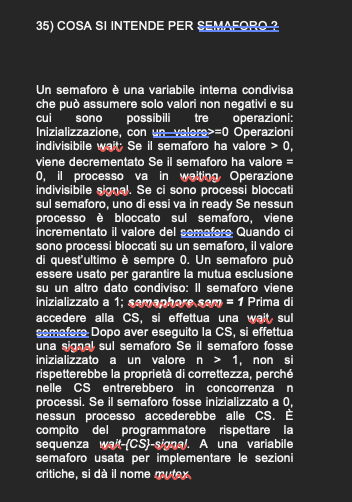 35) COSA SI INTENDE PER SEMAFORO ?
Un semaforo è una variabile interna condivisa
che può assumere solo valori non negativi e su
cui sono possibili tre operazioni:
Inizializzazione, con un valore>=0 Operazioni
indivisibile wait: Se il semaforo ha valore > 0,
viene decrementato Se il semaforo ha valore =
0, il processo va in waiting Operazione
indivisibile signal. Se ci sono processi bloccati
sul semaforo, uno di essi va in ready Se nessun
processo è bloccato sul semaforo, viene
incrementato il valore del semaforo Quando ci
sono processi bloccati su un semaforo, il valore
di quest'ultimo è sempre 0. Un semaforo può
essere usato per garantire la mutua esclusione
su un altro dato condiviso: Il semaforo viene
inizializzato a 1; semaphore sem = 1 Prima di
accedere alla CS, si effettua una wait sul
semaforo Dopo aver eseguito la CS, si effettua
una signal sul semaforo Se il semaforo fosse
inizializzato a un valore n > 1, non si
rispetterebbe la proprietà di correttezza, perché
nelle CS entrerebbero in concorrenza n
processi. Se il semaforo fosse inizializzato a 0,
nessun processo accederebbe alle CS. È
compito del programmatore rispettare la
sequenza wait-{CS}-signal. A una variabile
semaforo usata per implementare le sezioni
critiche, si dà il nome mutex